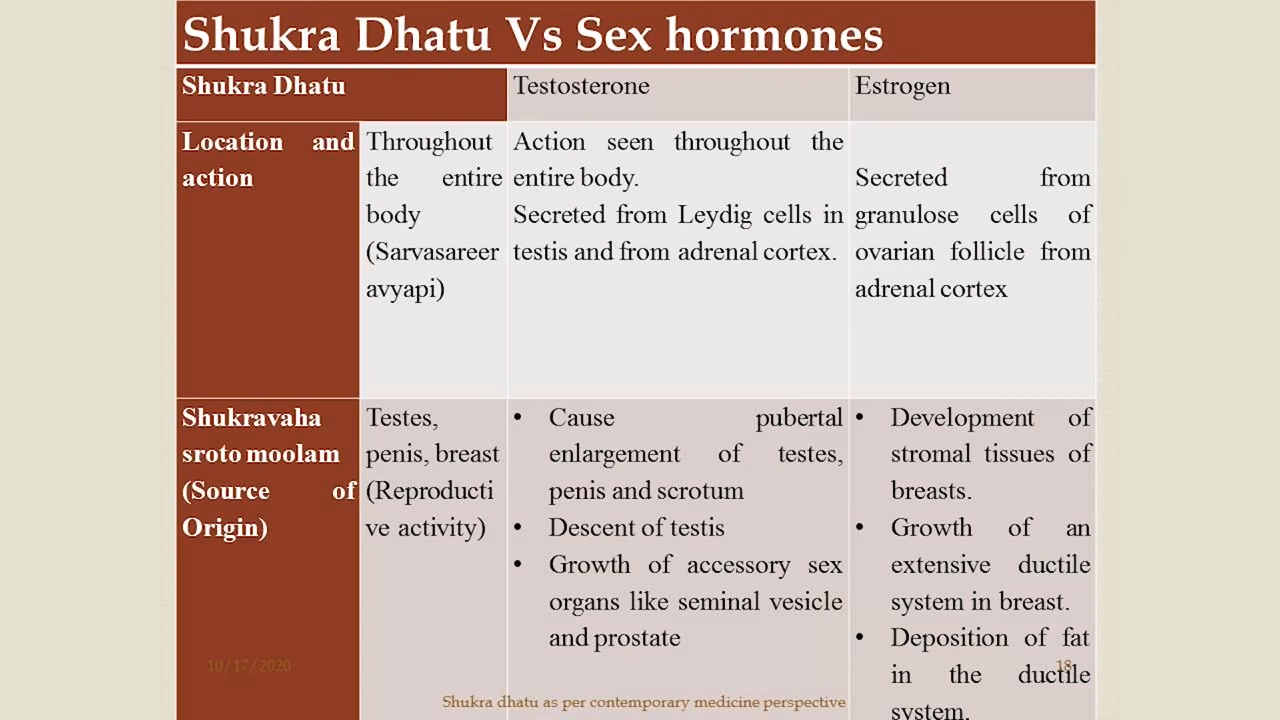 Shukra Dhatu Vs Sex hormones
Shukra Dhatu
Testosterone
Estrogen
Location and
action
Throughout
the entire
body
(Sarvasareer
avyapi)
Action seen throughout the
entire body.
Secreted from Leydig cells in
testis and from adrenal cortex.
Secreted from
granulose cells of
ovarian follicle from
adrenal cortex
Shukravaha
sroto moolam
(Source of
Origin)
Testes,
penis, breast
(Reproducti
ve activity)
• Cause pubertal
enlargement of testes,
penis and scrotum
• Descent of testis
• Growth of accessory sex
organs like seminal vesicle
and prostate
• Development of
stromal tissues of
breasts.
• Growth of an
extensive ductile
system in breast.
• Deposition of fat
in the ductile
system.
10/17/2020
18
Shukra dhatu as per contemporary medicine perspective